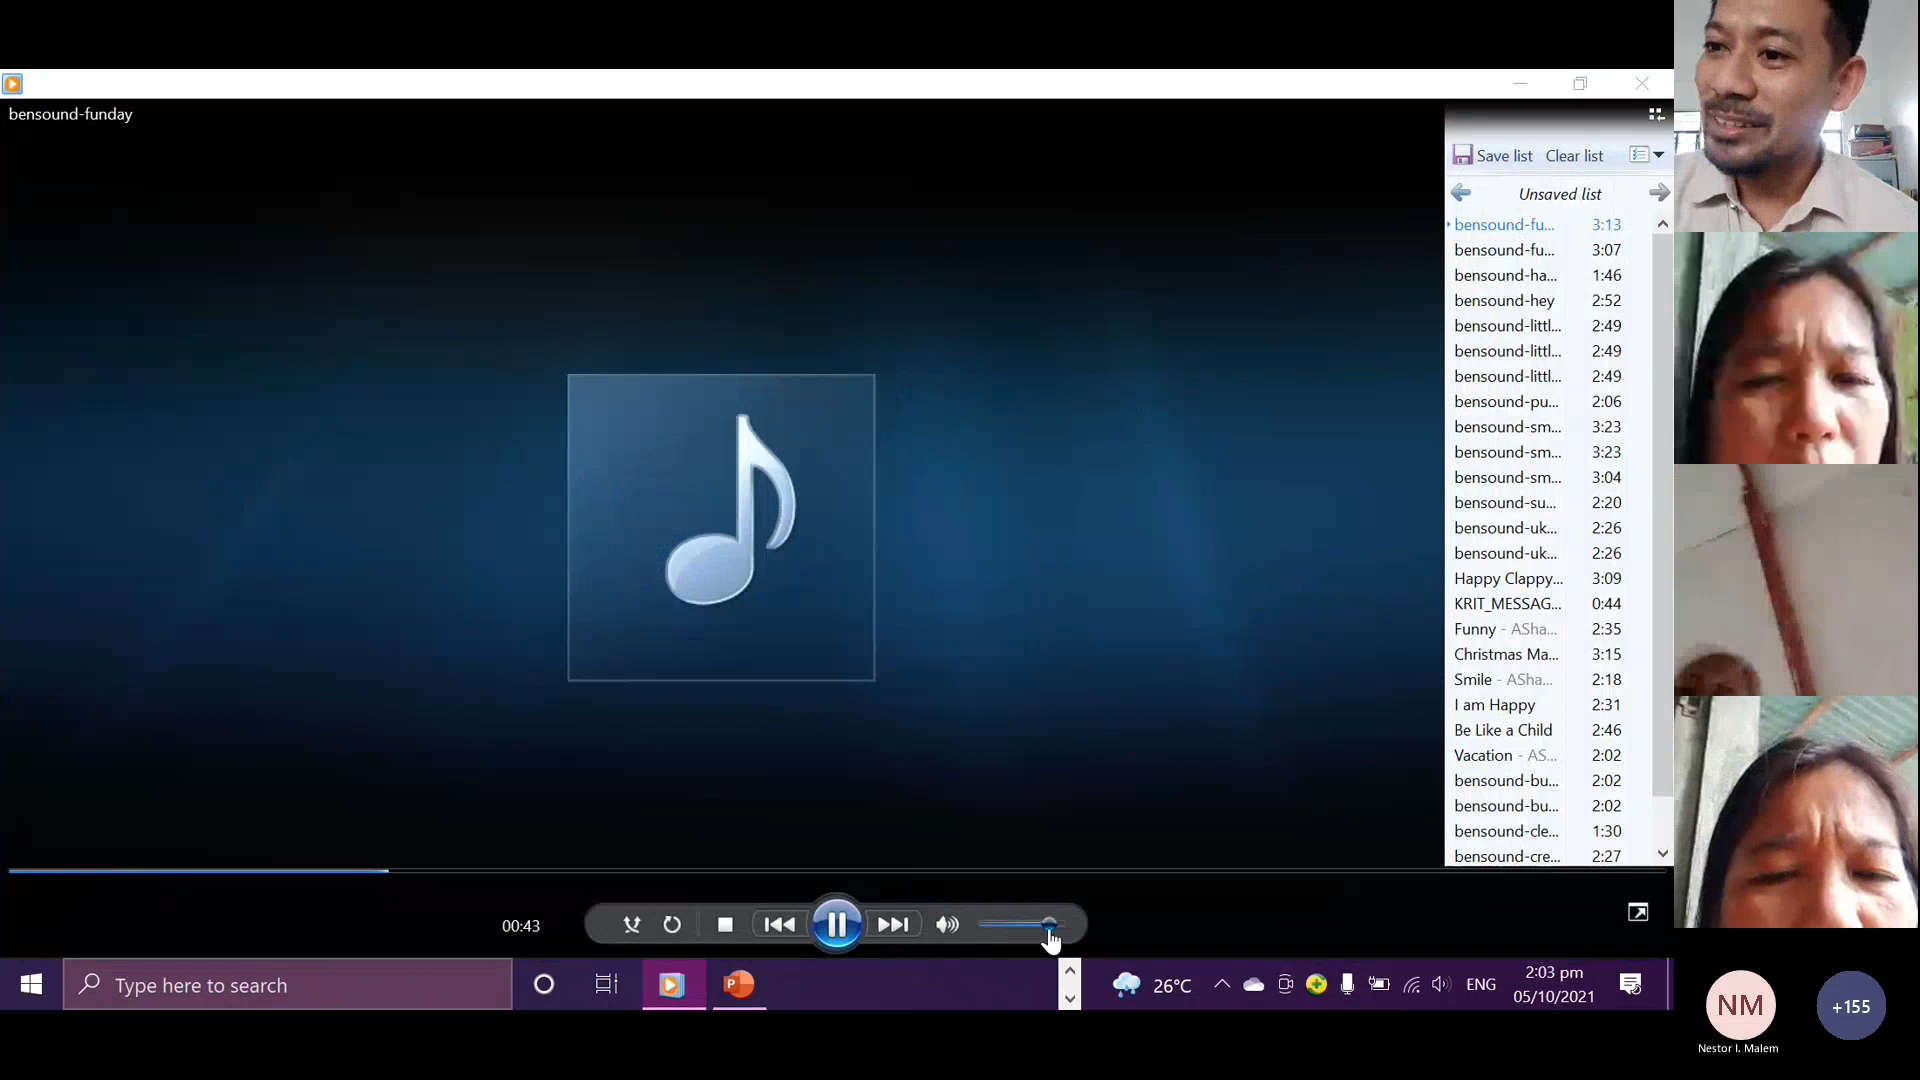 bensound-funday
Save list Clear list
Unsaved list
bensound-fu... 3:13
bensound-fu... 3:07
bensound-ha... 1:46
bensound-hey 2:52
bensound-littl... 2:49
bensound-littl... 2:49
bensound-littl... 2:49
bensound-pu... 2:06
bensound-sm... 3:23
bensound-sm... 3:23
bensound-sm... 3:04
bensound-su... 2:20
bensound-uk... 2:26
bensound-uk... 2:26
Happy Clappy... 3:09
KRIT_MESSAG... 0:44
Funny - ASha... 2:35
Christmas Ma... 3:15
Smile - ASha... 2:18
I am Happy 2:31
Be Like a Child 2:46
Vacation - AS... 2:02
bensound-bu... 2:02
bensound-bu... 2:02
bensound-cle... 1:30
bensound-cre... 2:27
00:43
Type here to search
P
26°C
ENG
2:03 pm
05/10/2021
NM
Nestor I. Malem
+155